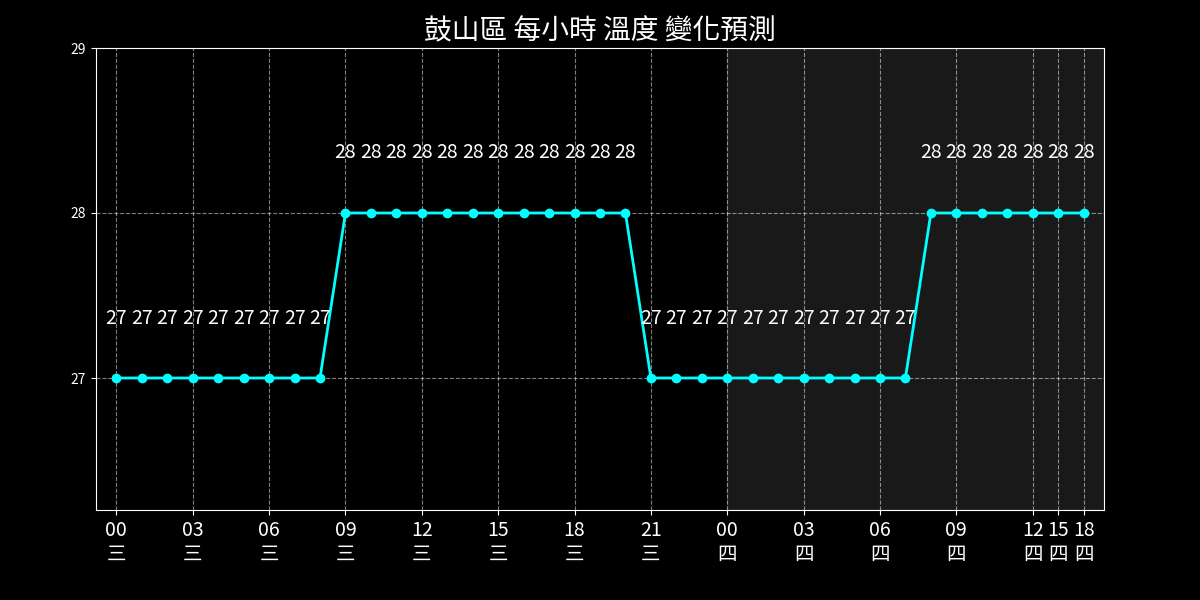 鼓山區 每小時 溫度 變化預測
29
28 28 28 28 28 28 28 28 28 28 28 28 28 28 28 28 28 28 28
28
27 27 27 27 27 27 27 27 27 27 27 27 27 27 27 27 27 27 27 27
27
00 03 06 09 12 15 18 21 00 03 06 09 12 15 18
三 三 三 三 三 三 三 三 四 四 四 四 四 四 四